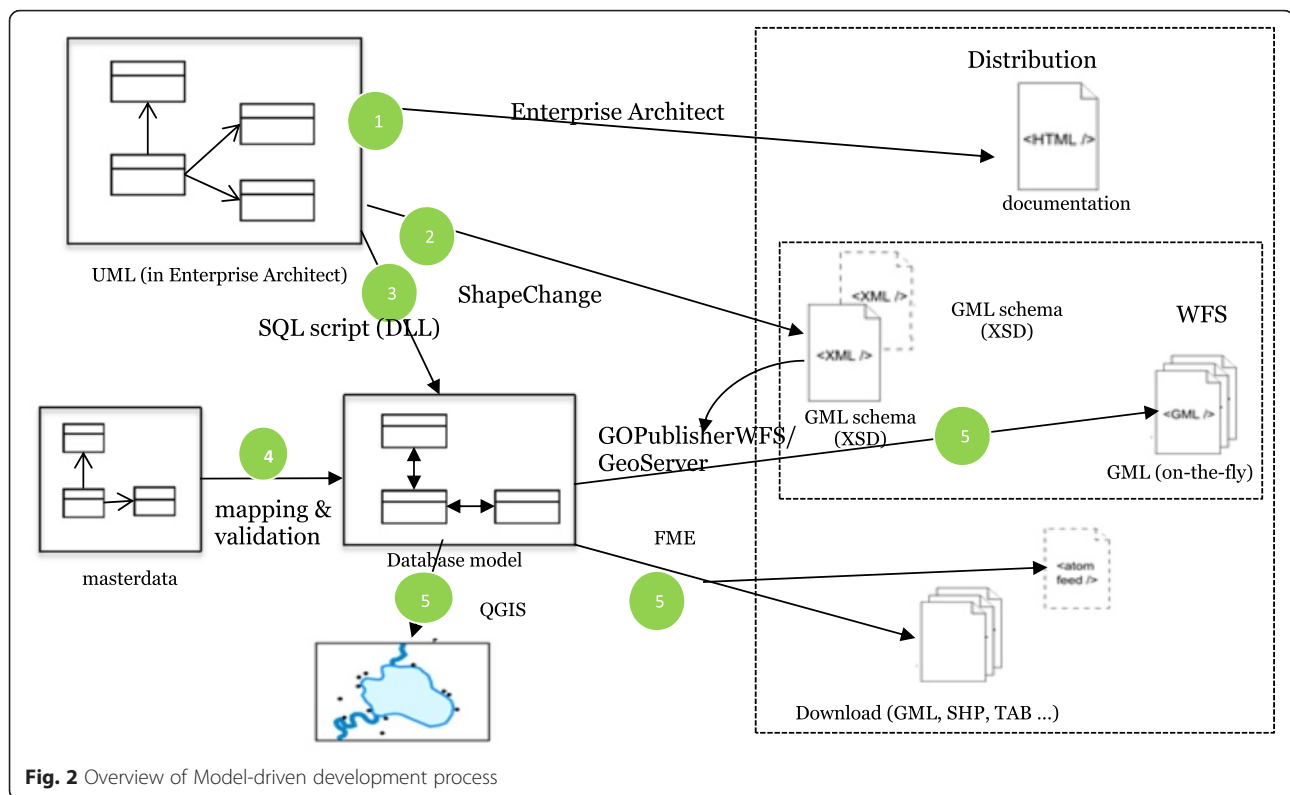 Distribution
1
Enterprise Architect
<HTML />
documentation
2
UML (in Enterprise Architect)
3
ShapeChange
SQL script (DLL)
<XML />
GML schema
(XSD)
WFS
<XML />
GML schema
(XSD)
<GML />
GML (on-the-fly)
4
mapping &
validation
GOPublisherWFS/
GeoServer
5
masterdata
Database model
FME
5
QGIS
5
<atom
feed />
Download (GML, SHP, TAB ...)
Fig. 2 Overview of Model-driven development process